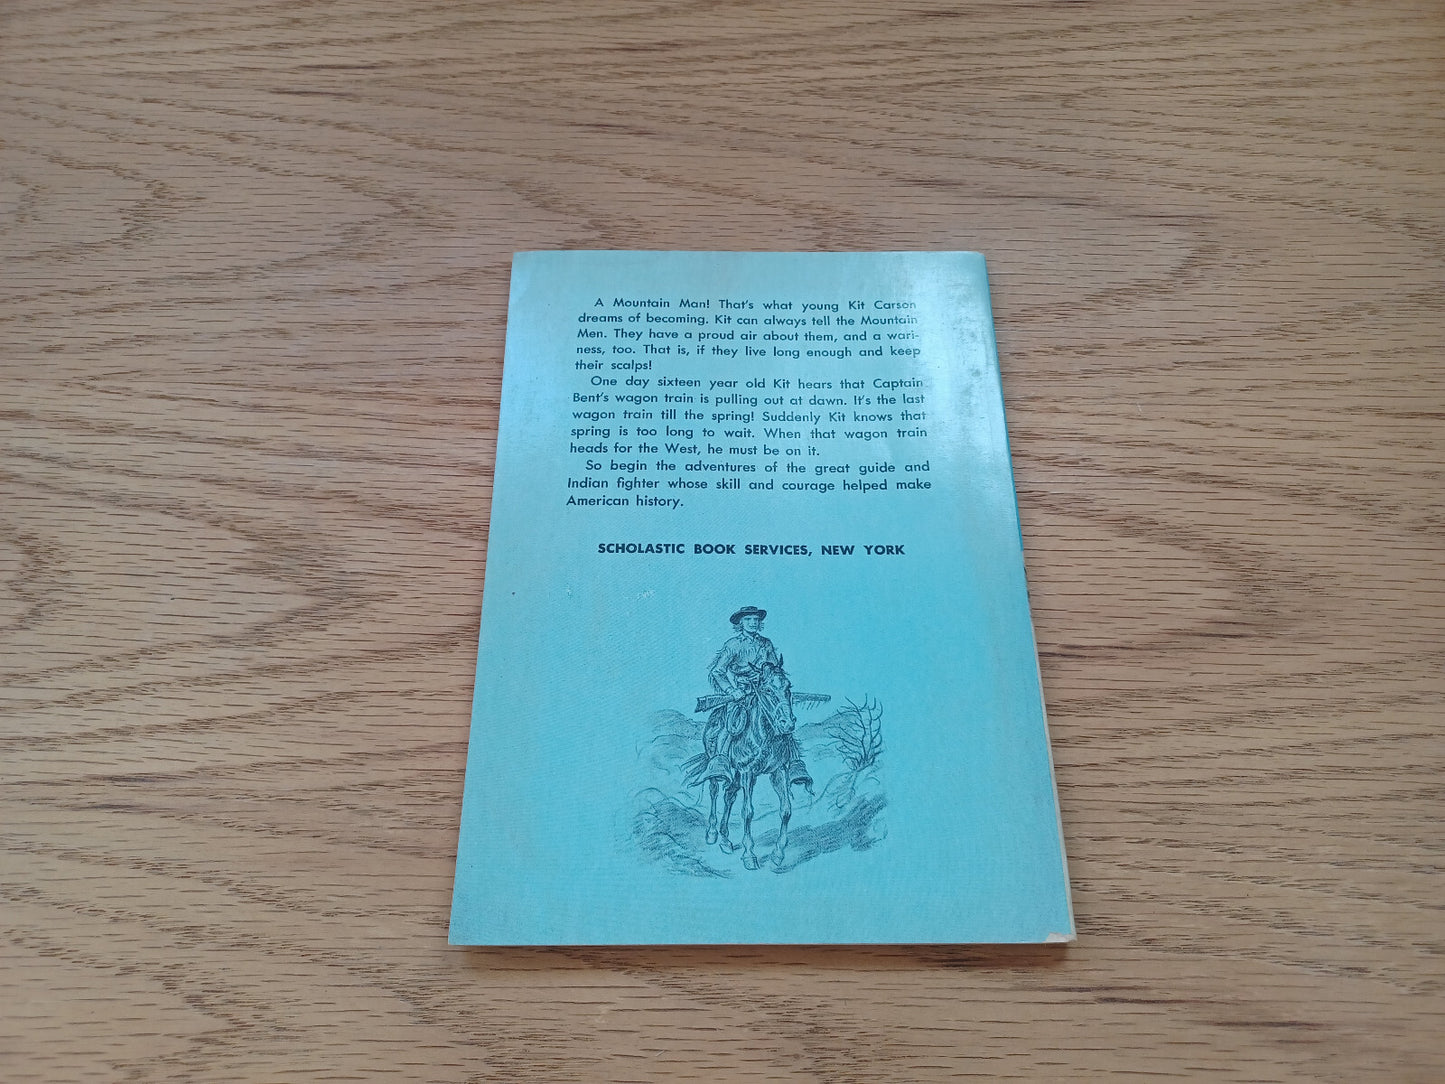 A Mountain Man! That's what young Kit Carson
dreams of becoming. Kit can always tell the Mountain
Men. They have a proud air about them, and a wari-
ness, too. That is, if they live long enough and keep
their scalps!
One day sixteen year old Kit hears that Captain
Bent's wagon train is pulling out at dawn. It's the last
wagon train till the spring! Suddenly Kit knows that
spring is too long to wait. When that wagon train
heads for the West, he must be on it.
So begin the adventures of the great guide and
Indian fighter whose skill and courage helped make
American history.
SCHOLASTIC BOOK SERVICES, NEW YORK